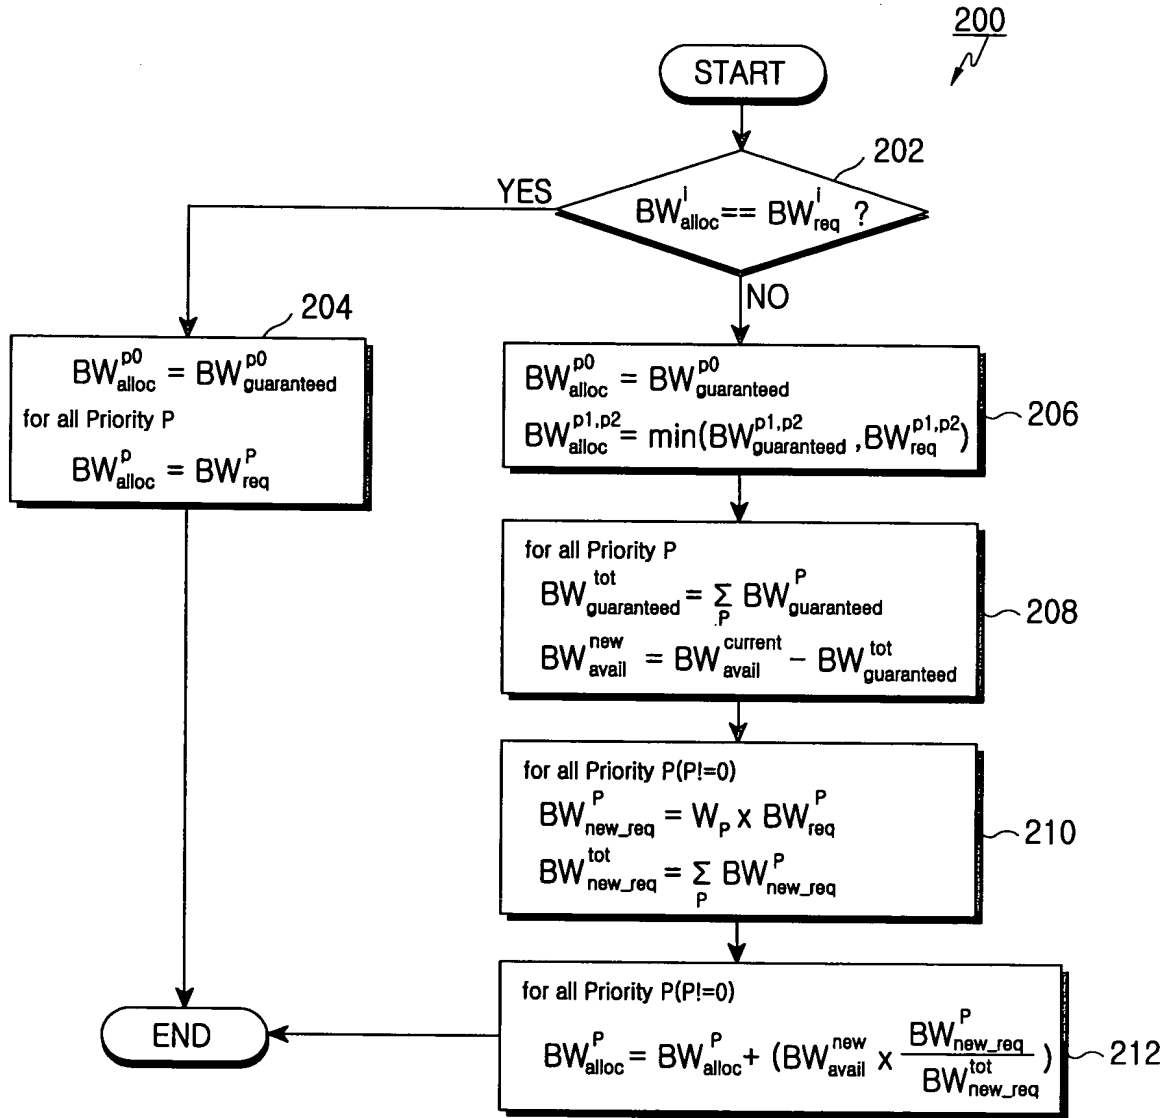 200
START
202
BW^i_alloc == BW^i_req ?
YES
NO
204
BW^p0_alloc = BW^p0_guaranteed
for all Priority P
BW^p_alloc = BW^P_req
BW^p0_alloc = BW^p0_guaranteed
BW^p1,p2_alloc = min(BW^p1,p2_guaranteed , BW^p1,p2_req)
206
for all Priority P
BW^tot_guaranteed = Σ_P BW^P_guaranteed
BW^new_avail = BW^current_avail − BW^tot_guaranteed
208
for all Priority P(P!=0)
BW^P_new_req = W_P x BW^P_req
BW^tot_new_req = Σ_P BW^P_new_req
210
for all Priority P(P!=0)
BW^P_alloc = BW^P_alloc + (BW^new_avail x BW^P_new_req / BW^tot_new_req)
212
END